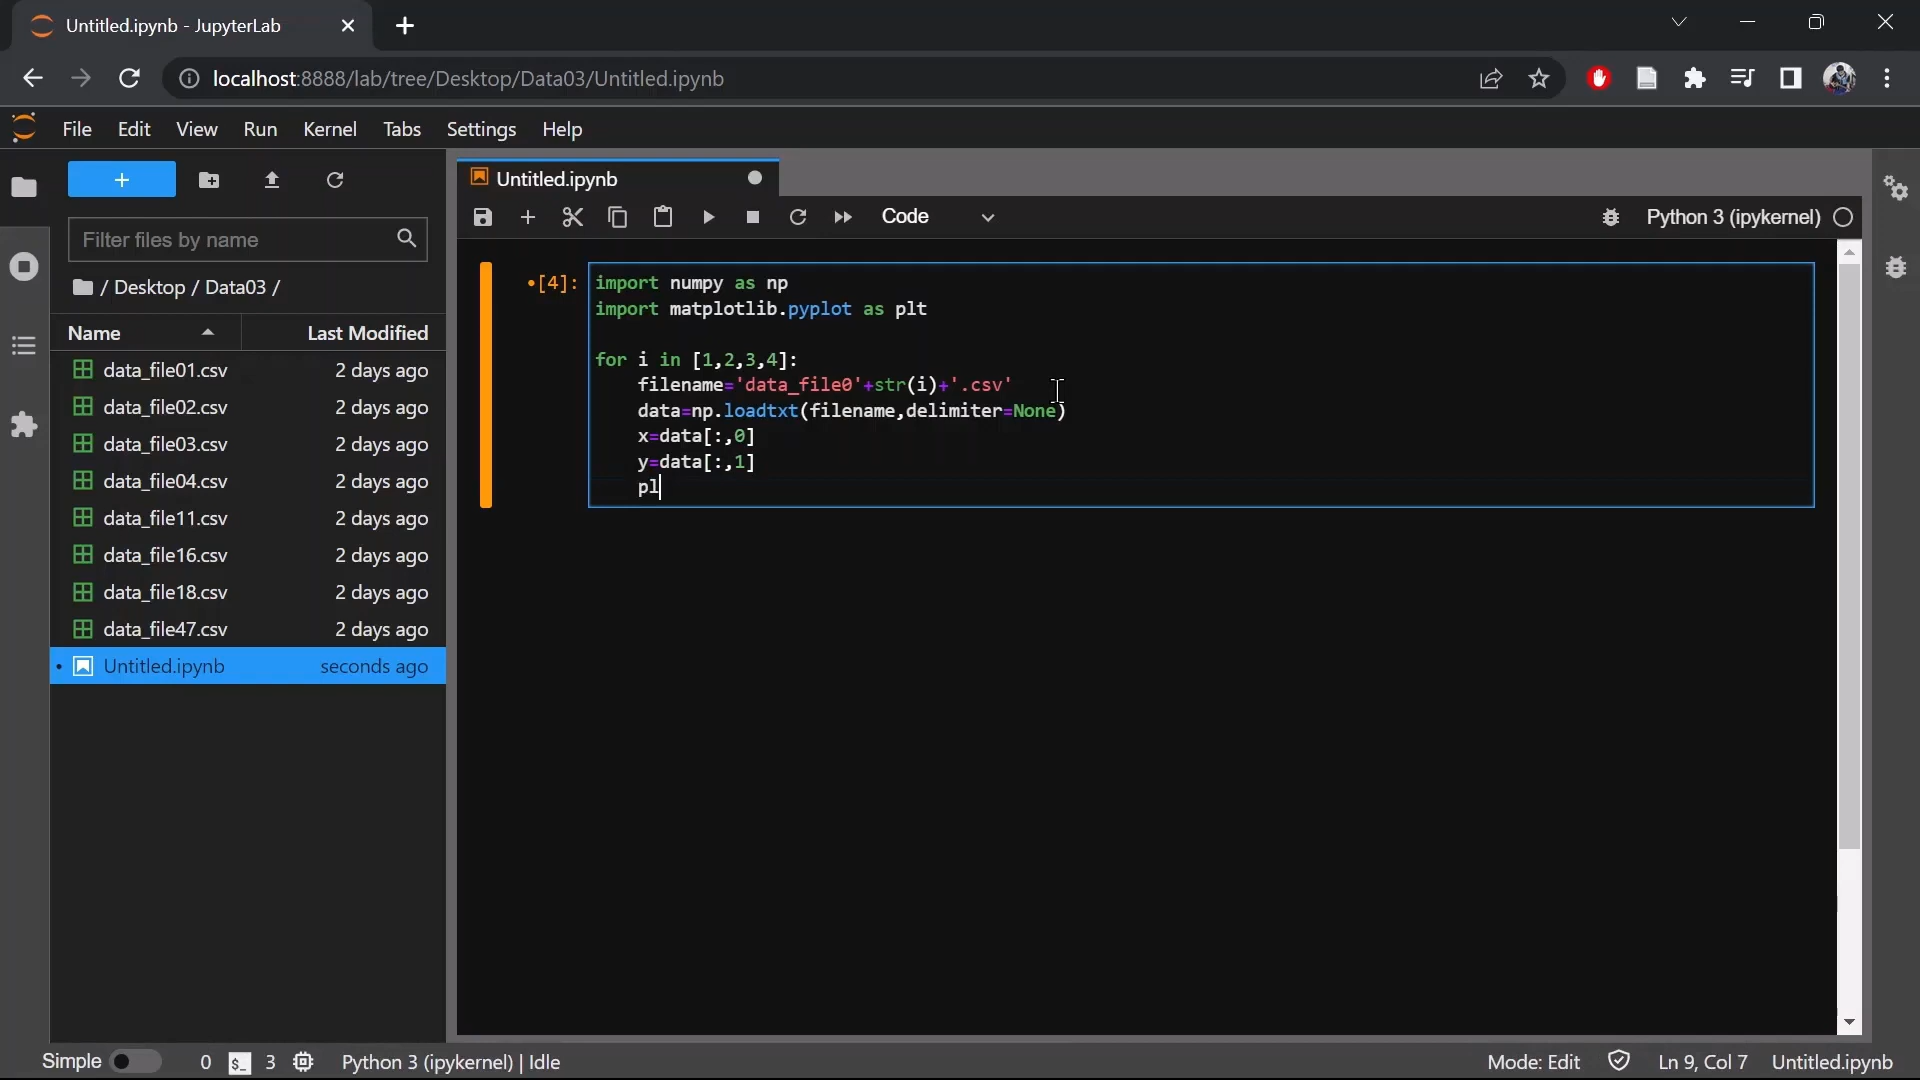 Untitled.ipynb - JupyterLab
localhost:8888/lab/tree/Desktop/Data03/Untitled.ipynb
File Edit View Run Kernel Tabs Settings Help
Filter files by name
/ Desktop / Data03 /
Name Last Modified
data_file01.csv 2 days ago
data_file02.csv 2 days ago
data_file03.csv 2 days ago
data_file04.csv 2 days ago
data_file11.csv 2 days ago
data_file16.csv 2 days ago
data_file18.csv 2 days ago
data_file47.csv 2 days ago
Untitled.ipynb seconds ago
Untitled.ipynb
Code
Python 3 (ipykernel)
[4]:
import numpy as np
import matplotlib.pyplot as plt
for i in [1,2,3,4]:
filename='data_file0'+str(i)+'.csv'
data=np.loadtxt(filename,delimiter=None)
x=data[:,0]
y=data[:,1]
pl
Simple 0 $_ 3 Python 3 (ipykernel) | Idle Mode: Edit Ln 9, Col 7 Untitled.ipynb